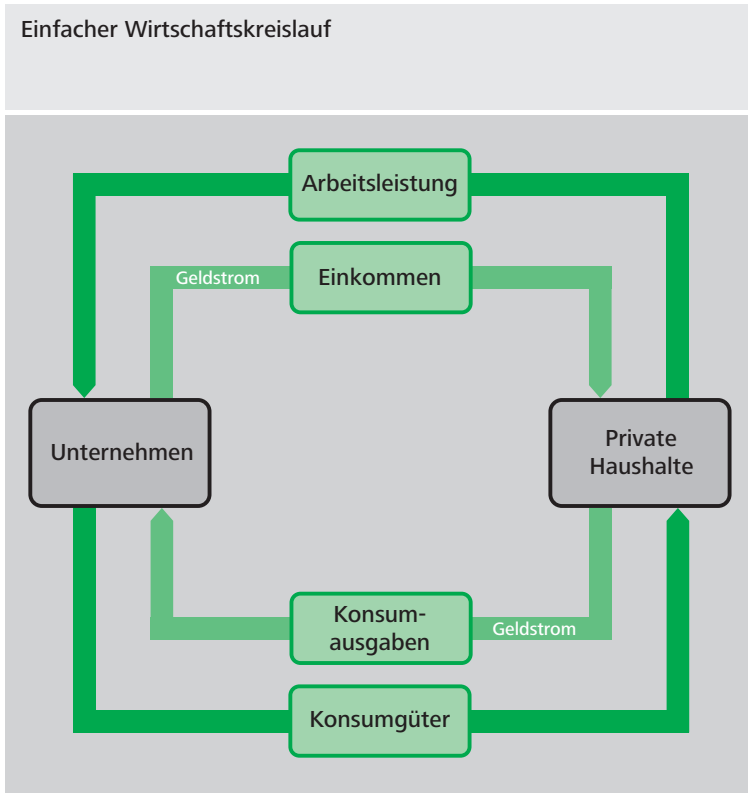 Einfacher Wirtschaftskreislauf
Arbeitsleistung
Geldstrom
Einkommen
Unternehmen
Private
Haushalte
Konsum-
ausgaben
Geldstrom
Konsumgüter